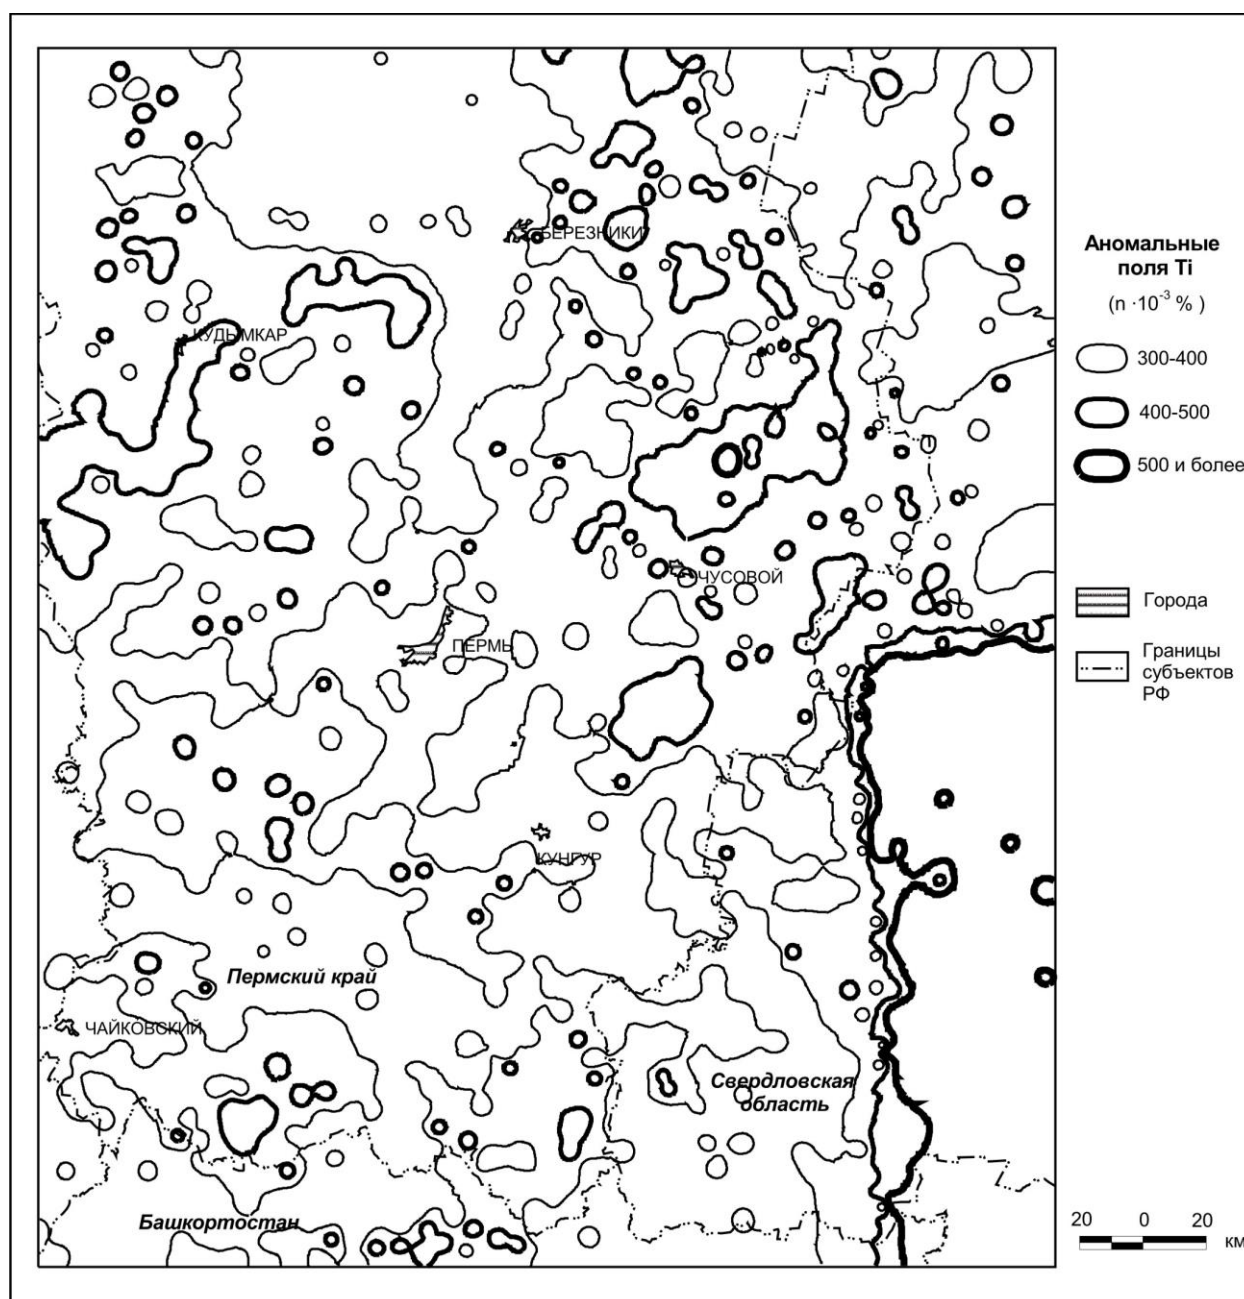 БЕРЕЗНИКИ
КУДЫМКАР
ЧУСОВОЙ
ПЕРМЬ
КУНГУР
Пермский край
ЧАЙКОВСКИЙ
Свердловская
область
Башкортостан
Аномальные
поля Ti
(n ·10⁻³ % )
300-400
400-500
500 и более
Города
Границы
субъектов
РФ
20 0 20
км